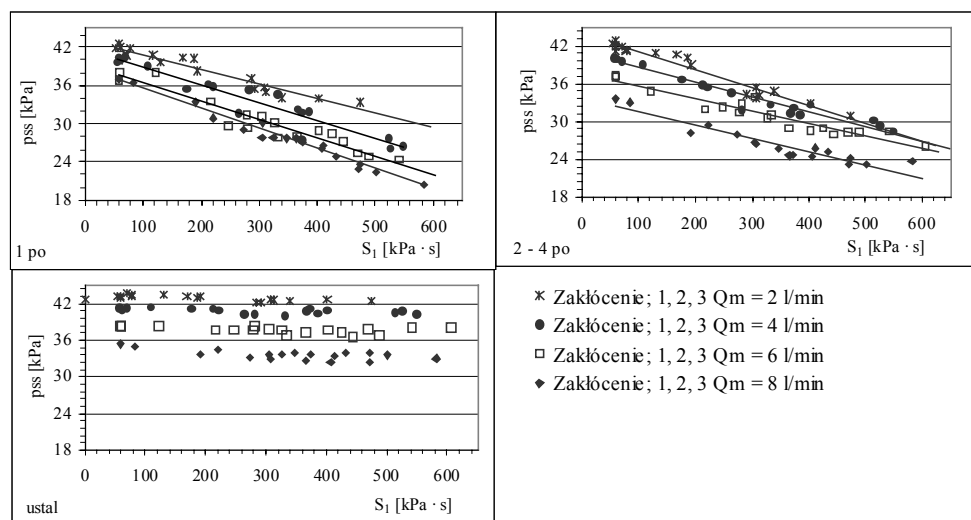 42
36
30
24
18
pss [kPa]
0 100 200 300 400 500 600
1 po
S1 [kPa · s]
42
36
30
24
18
pss [kPa]
0 100 200 300 400 500 600
2 - 4 po
S1 [kPa · s]
42
36
30
24
18
pss [kPa]
0 100 200 300 400 500 600
ustal
S1 [kPa · s]
Zakłócenie; 1, 2, 3 Qm = 2 l/min
Zakłócenie; 1, 2, 3 Qm = 4 l/min
Zakłócenie; 1, 2, 3 Qm = 6 l/min
Zakłócenie; 1, 2, 3 Qm = 8 l/min